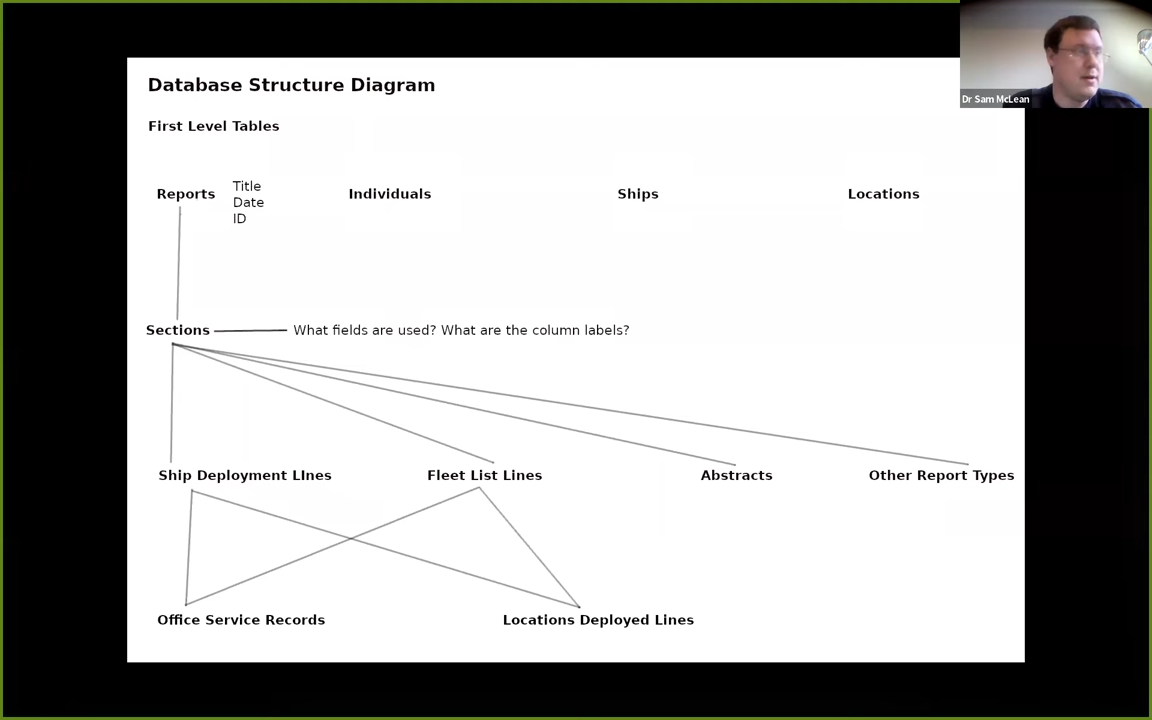 Database Structure Diagram
Dr Sam McLean
First Level Tables
Reports
Title
Date
ID
Individuals
Ships
Locations
Sections
What fields are used? What are the column labels?
Ship Deployment LInes
Fleet List Lines
Abstracts
Other Report Types
Office Service Records
Locations Deployed Lines